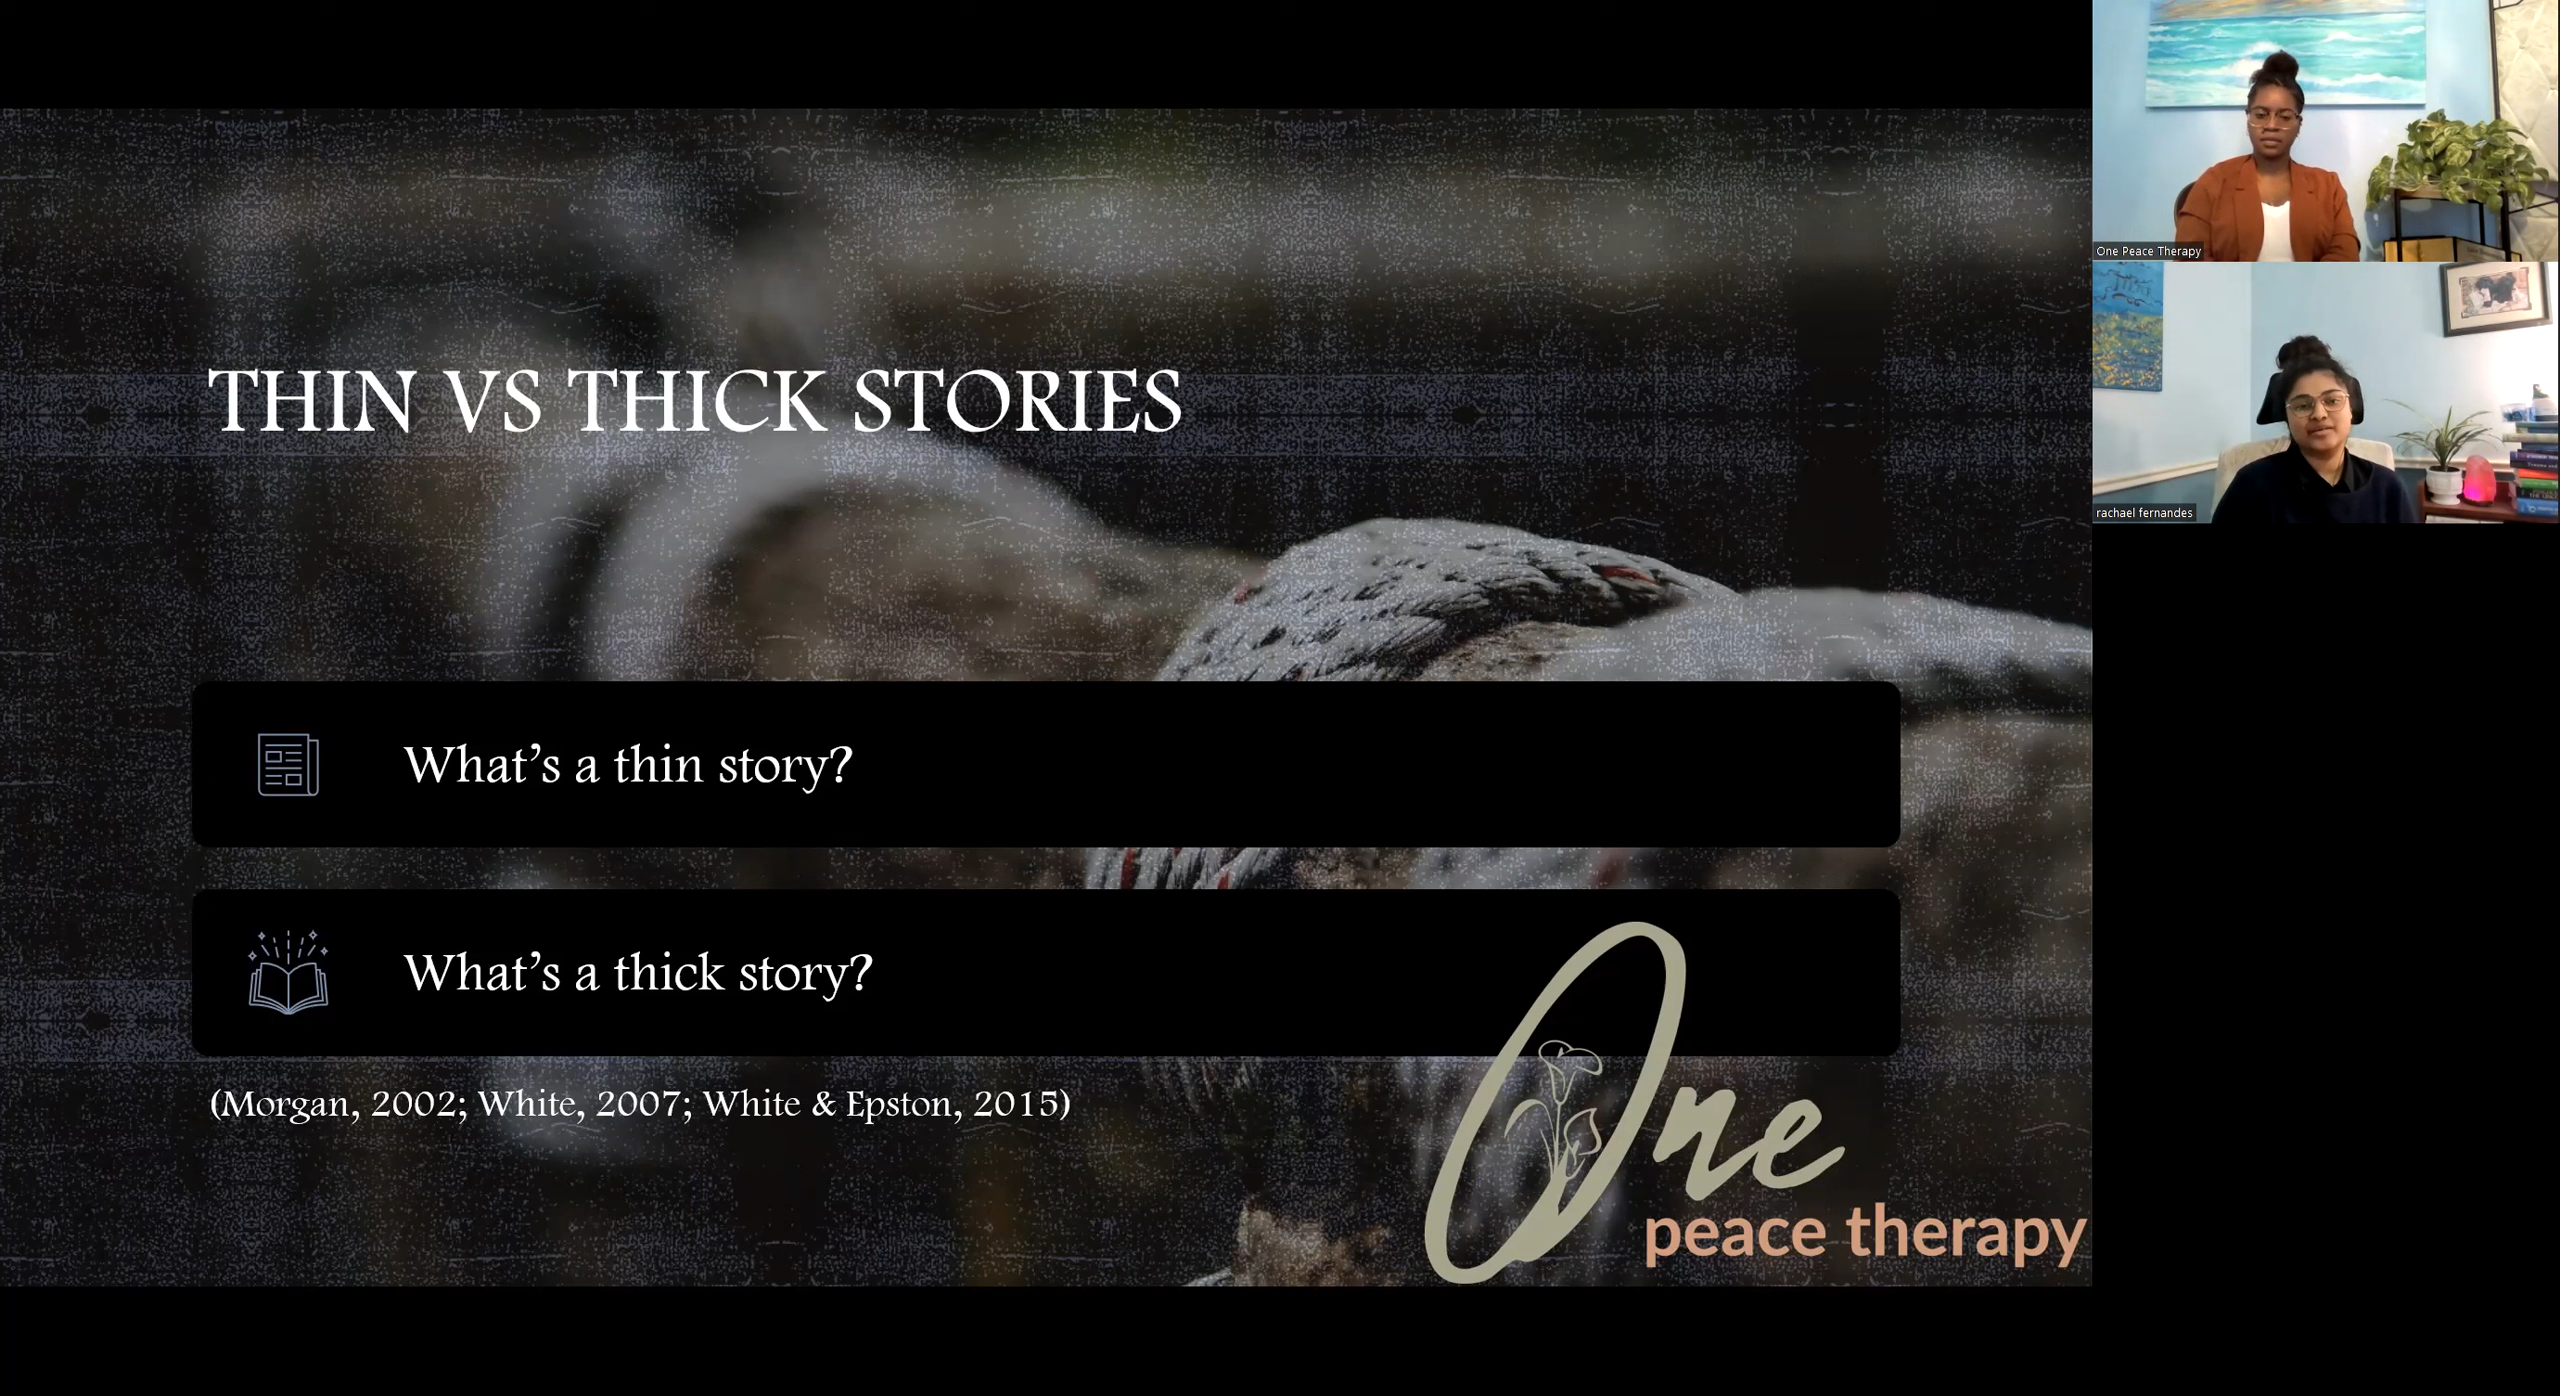 THIN VS THICK STORIES
What's a thin story?
What's a thick story?
(Morgan, 2002; White, 2007; White & Epston, 2015)
One
peace therapy
One Peace Therapy
rachael fernandes